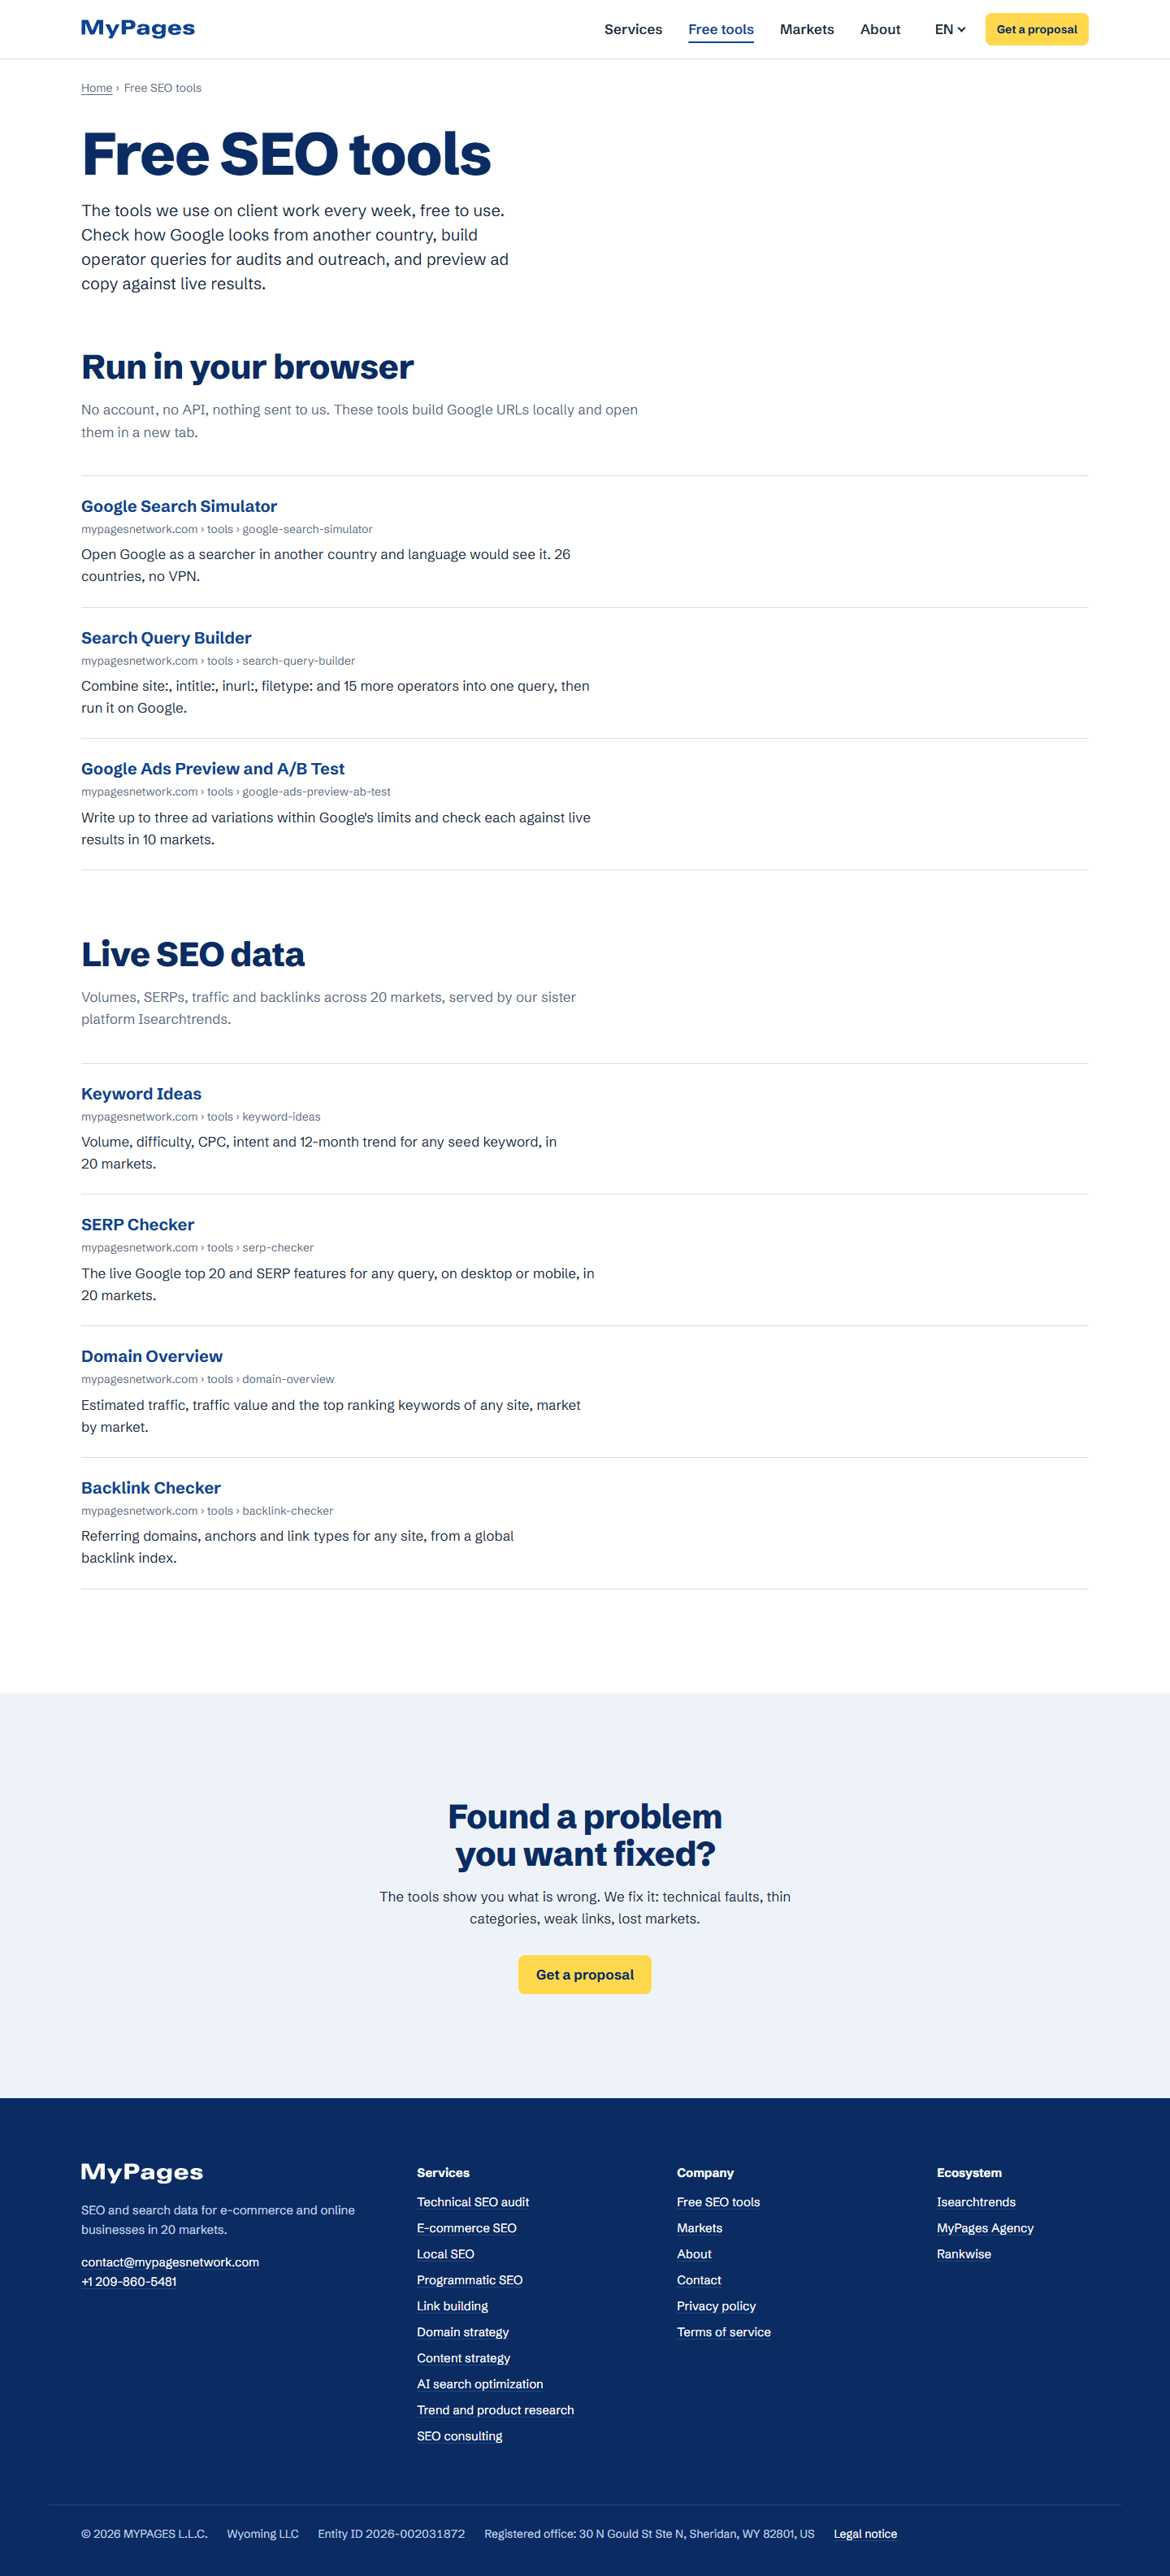 MyPages
Services
Free tools
Markets
About
EN
Get a proposal
Home › Free SEO tools
Free SEO tools
The tools we use on client work every week, free to use.
Check how Google looks from another country, build
operator queries for audits and outreach, and preview ad
copy against live results.
Run in your browser
No account, no API, nothing sent to us. These tools build Google URLs locally and open
them in a new tab.
Google Search Simulator
mypagesnetwork.com › tools › google-search-simulator
Open Google as a searcher in another country and language would see it. 26
countries, no VPN.
Search Query Builder
mypagesnetwork.com › tools › search-query-builder
Combine site:, intitle:, inurl:, filetype: and 15 more operators into one query, then
run it on Google.
Google Ads Preview and A/B Test
mypagesnetwork.com › tools › google-ads-preview-ab-test
Write up to three ad variations within Google's limits and check each against live
results in 10 markets.
Live SEO data
Volumes, SERPs, traffic and backlinks across 20 markets, served by our sister
platform Isearchtrends.
Keyword Ideas
mypagesnetwork.com › tools › keyword-ideas
Volume, difficulty, CPC, intent and 12-month trend for any seed keyword, in
20 markets.
SERP Checker
mypagesnetwork.com › tools › serp-checker
The live Google top 20 and SERP features for any query, on desktop or mobile, in
20 markets.
Domain Overview
mypagesnetwork.com › tools › domain-overview
Estimated traffic, traffic value and the top ranking keywords of any site, market
by market.
Backlink Checker
mypagesnetwork.com › tools › backlink-checker
Referring domains, anchors and link types for any site, from a global
backlink index.
Found a problem
you want fixed?
The tools show you what is wrong. We fix it: technical faults, thin
categories, weak links, lost markets.
Get a proposal
MyPages
SEO and search data for e-commerce and online
businesses in 20 markets.
contact@mypagesnetwork.com
+1 209-860-5481
Services
Technical SEO audit
E-commerce SEO
Local SEO
Programmatic SEO
Link building
Domain strategy
Content strategy
AI search optimization
Trend and product research
SEO consulting
Company
Free SEO tools
Markets
About
Contact
Privacy policy
Terms of service
Ecosystem
Isearchtrends
MyPages Agency
Rankwise
© 2026 MYPAGES L.L.C.
Wyoming LLC
Entity ID 2026-002031872
Registered office: 30 N Gould St Ste N, Sheridan, WY 82801, US
Legal notice